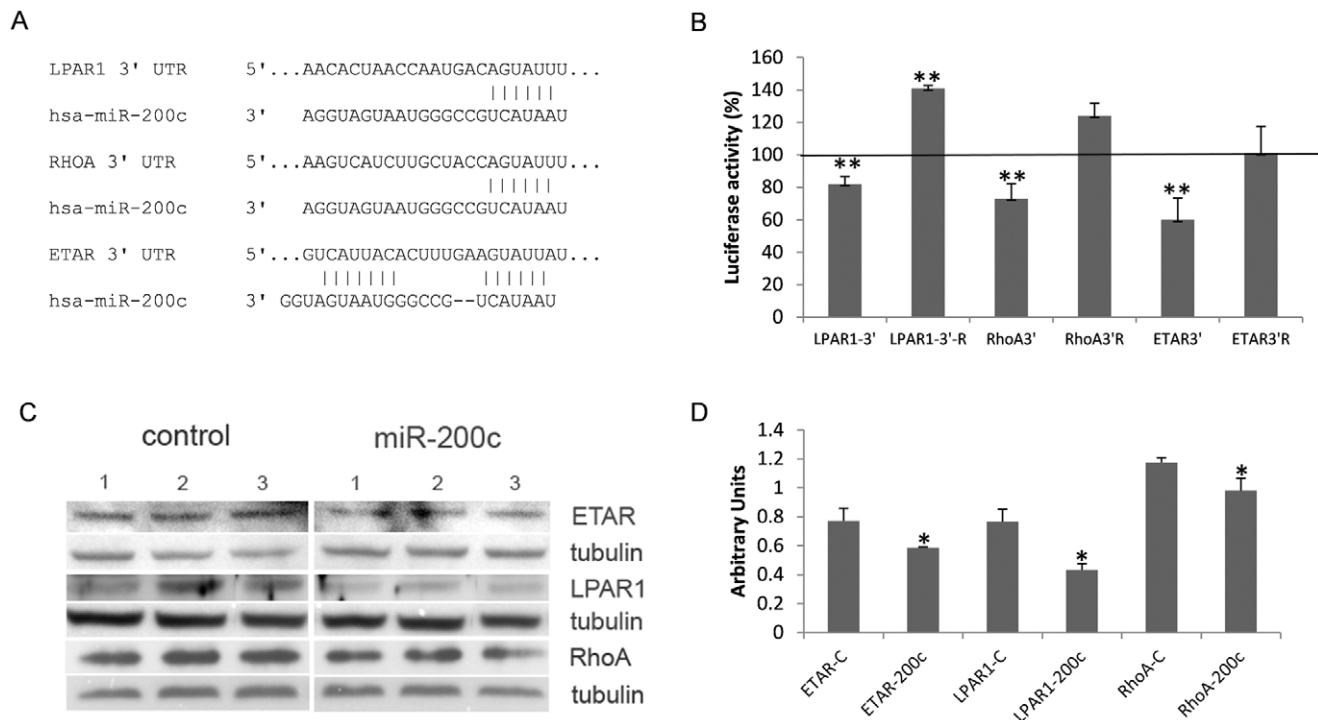 A
LPAR1 3' UTR 5'...AACACUAACCAAUGACAGUAUUU...
||||||
hsa-miR-200c 3' AGGUAGUAAUGGGCCGUCAUAAU
RHOA 3' UTR 5'...AAGUCAUCUUGCUACCAGUAUUU...
||||||
hsa-miR-200c 3' AGGUAGUAAUGGGCCGUCAUAAU
ETAR 3' UTR 5'...GUCAUUACACUUUGAAGUAUUAU...
||||||| ||||||
hsa-miR-200c 3' GGUAGUAAUGGGCCG--UCAUAAU
B
Luciferase activity (%)
160
140
120
100
80
60
40
20
0
**
**
**
**
LPAR1-3'
LPAR1-3'-R
RhoA3'
RhoA3'R
ETAR3'
ETAR3'R
C
control
miR-200c
1 2 3 1 2 3
ETAR
tubulin
LPAR1
tubulin
RhoA
tubulin
D
Arbitrary Units
1.4
1.2
1
0.8
0.6
0.4
0.2
0
*
*
*
ETAR-C
ETAR-200c
LPAR1-C
LPAR1-200c
RhoA-C
RhoA-200c